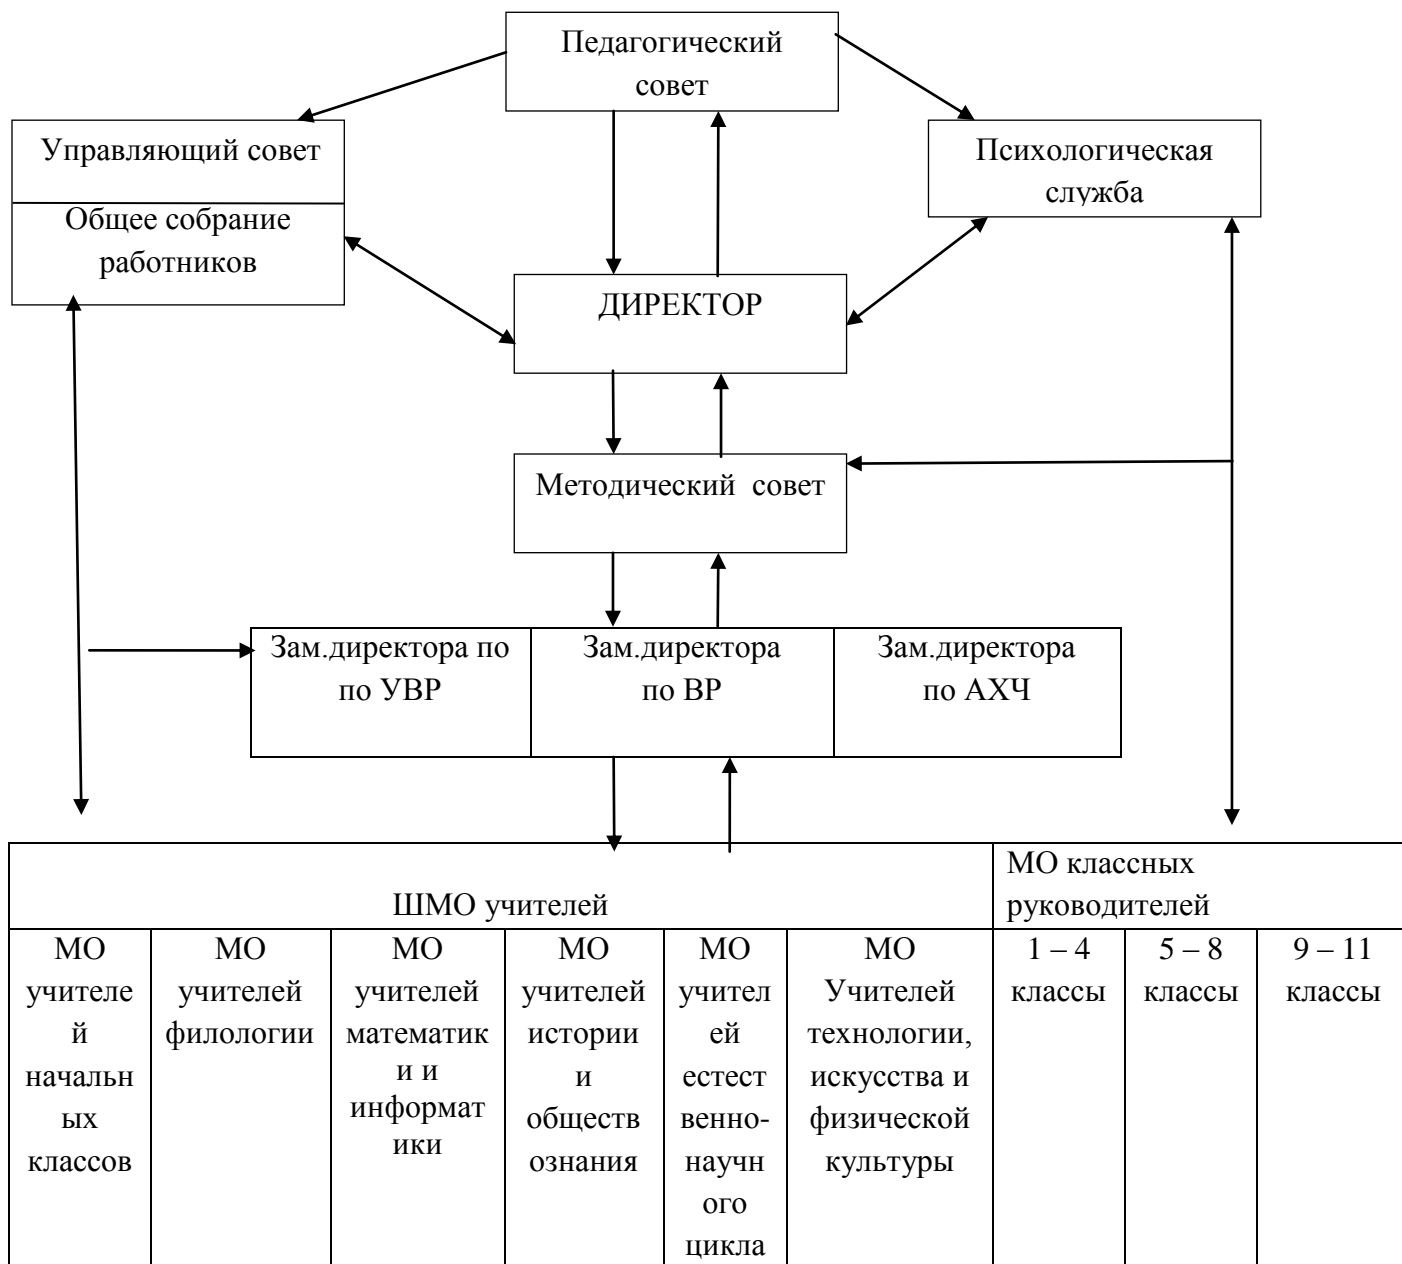 Педагогический
совет
Управляющий совет
Общее собрание
работников
Психологическая
служба
ДИРЕКТОР
Методический совет
Зам.директора по
по УВР
Зам.директора
по ВР
Зам.директора
по АХЧ
ШМО учителей
МО классных
руководителей
МО
учителе
й
начальн
ых
классов
МО
учителей
филологии
МО
учителей
математик
и и
информат
ики
МО
учителей
истории
и
обществ
ознания
МО
учител
ей
естест
венно-
научн
ого
цикла
МО
Учителей
технологии,
искусства и
физической
культуры
1 – 4
классы
5 – 8
классы
9 – 11
классы